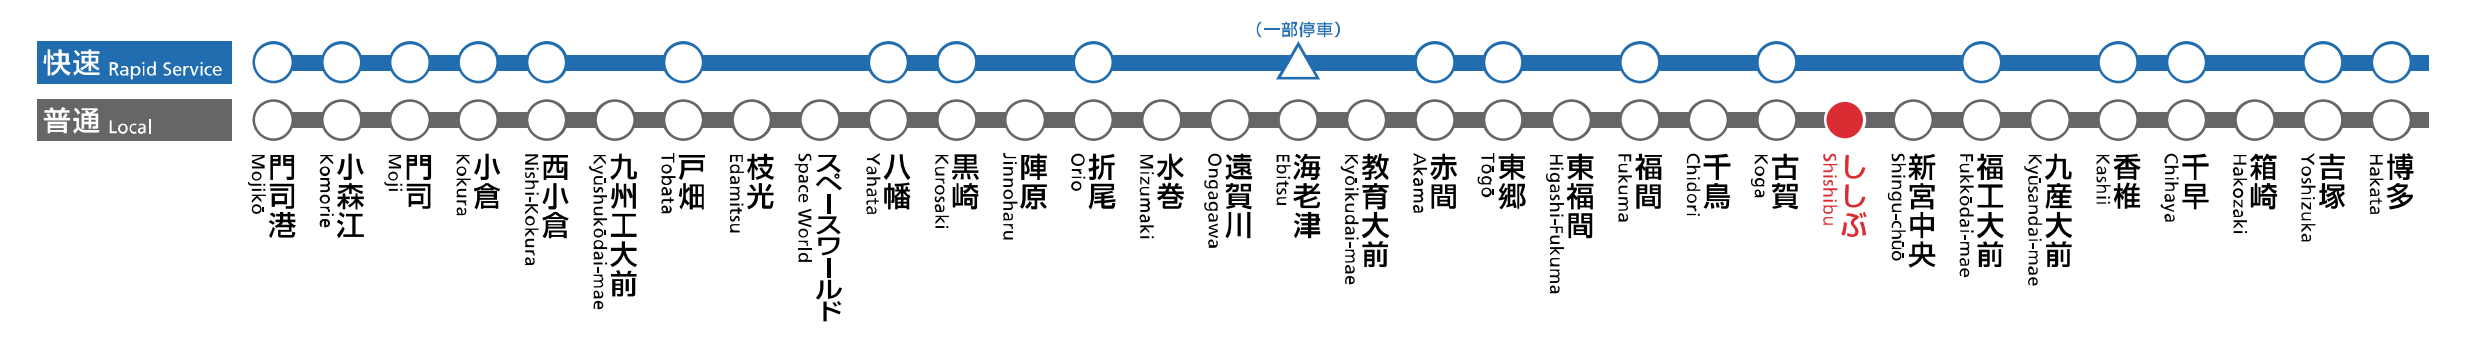 (一部停車)
快速 Rapid Service
普通 Local
門司港 Mojikō
小森江 Komorie
門司 Moji
小倉 Kokura
西小倉 Nishi-Kokura
九州工大前 Kyūshukōdai-mae
戸畑 Tobata
枝光 Edamitsu
スペースワールド Space World
八幡 Yahata
黒崎 Kurosaki
陣原 Jinnoharu
折尾 Orio
水巻 Mizumaki
遠賀川 Ongagawa
海老津 Ebitsu
教育大前 Kyōikudai-mae
赤間 Akama
東郷 Tōgō
東福間 Higashi-Fukuma
福間 Fukuma
千鳥 Chidori
古賀 Koga
ししぶ Shishibu
新宮中央 Shingu-chūō
福工大前 Fukkōdai-mae
九産大前 Kyūsandai-mae
香椎 Kashii
千早 Chihaya
箱崎 Hakozaki
吉塚 Yoshizuka
博多 Hakata